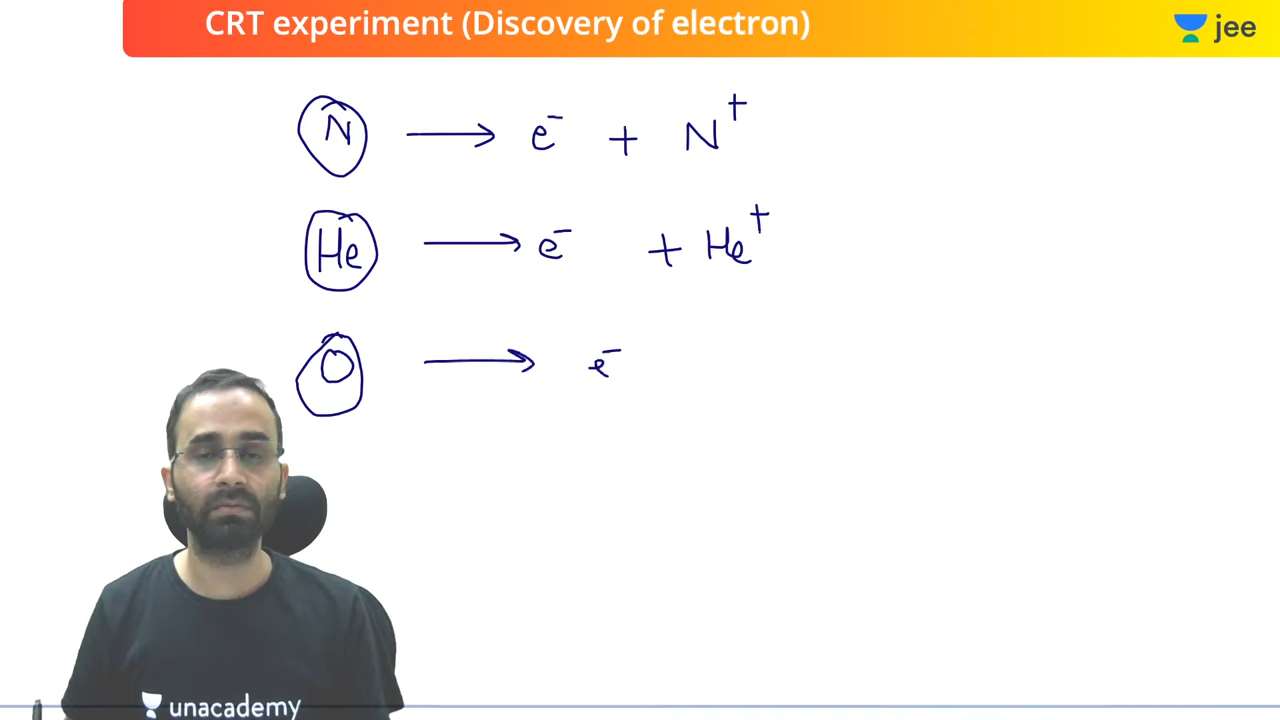 CRT experiment (Discovery of electron)
jee
N → e⁻ + N⁺
He → e⁻ + He⁺
O → e⁻
unacademy